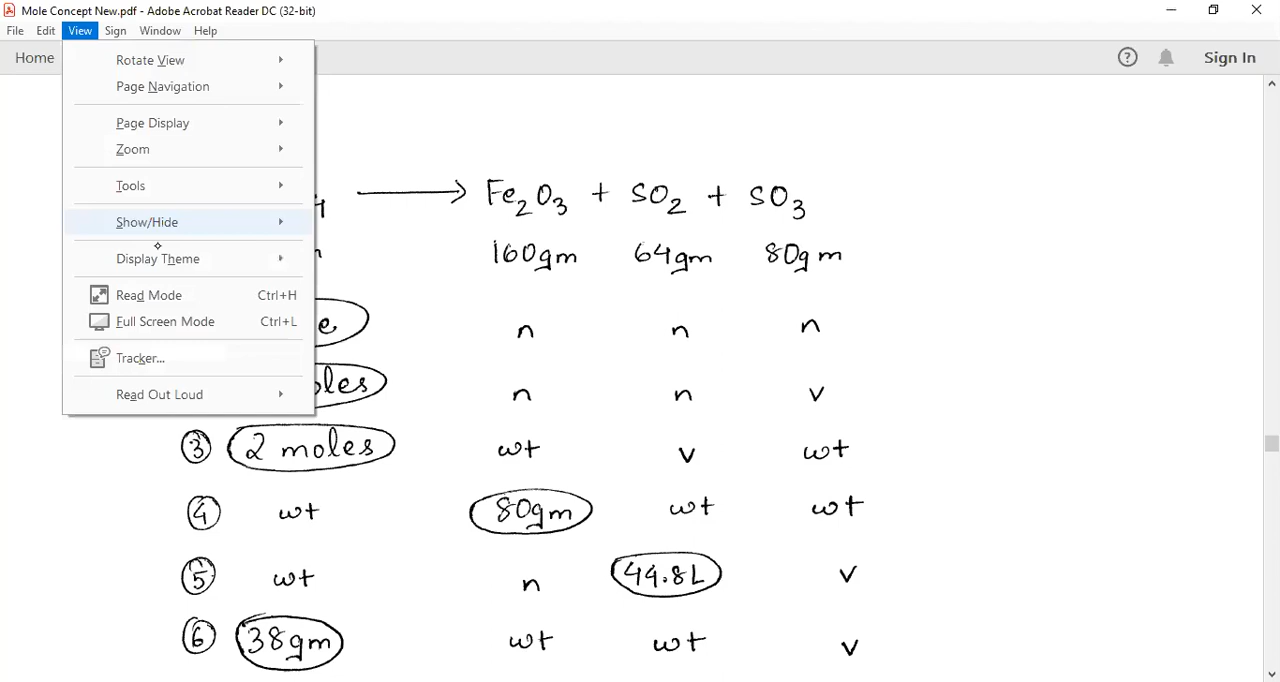 Mole Concept New.pdf - Adobe Acrobat Reader DC (32-bit)
File Edit View Sign Window Help
Home ? Sign In
Rotate View
Page Navigation
Page Display
Zoom
Tools
Show/Hide
Display Theme
Read Mode Ctrl+H
Full Screen Mode Ctrl+L
Tracker...
Read Out Loud
4 → Fe2O3 + SO2 + SO3
160gm 64gm 80gm
e n n n
oles n n v
3 2 moles wt v wt
4 wt 80gm wt wt
5 wt n 44.8L v
6 38gm wt wt v